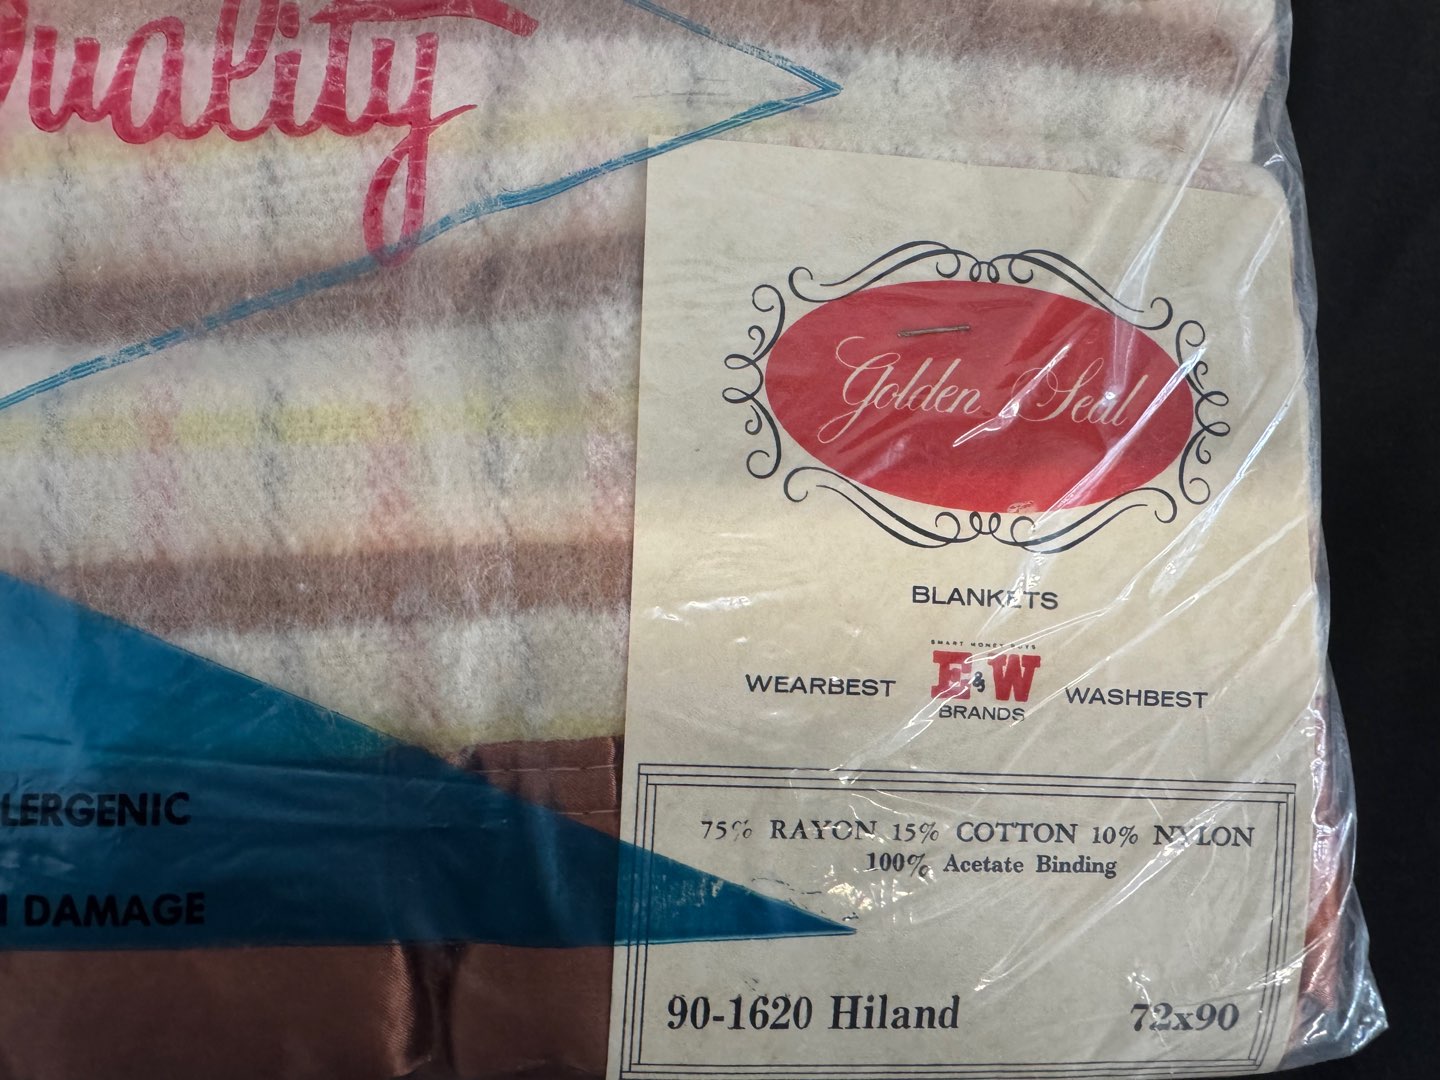 Quality
Golden Seal
BLANKETS
SMART MONEY BUYS
WEARBEST E&W WASHBEST
BRANDS
LERGENIC
75% RAYON 15% COTTON 10% NYLON
100% Acetate Binding
DAMAGE
90-1620 Hiland 72x90